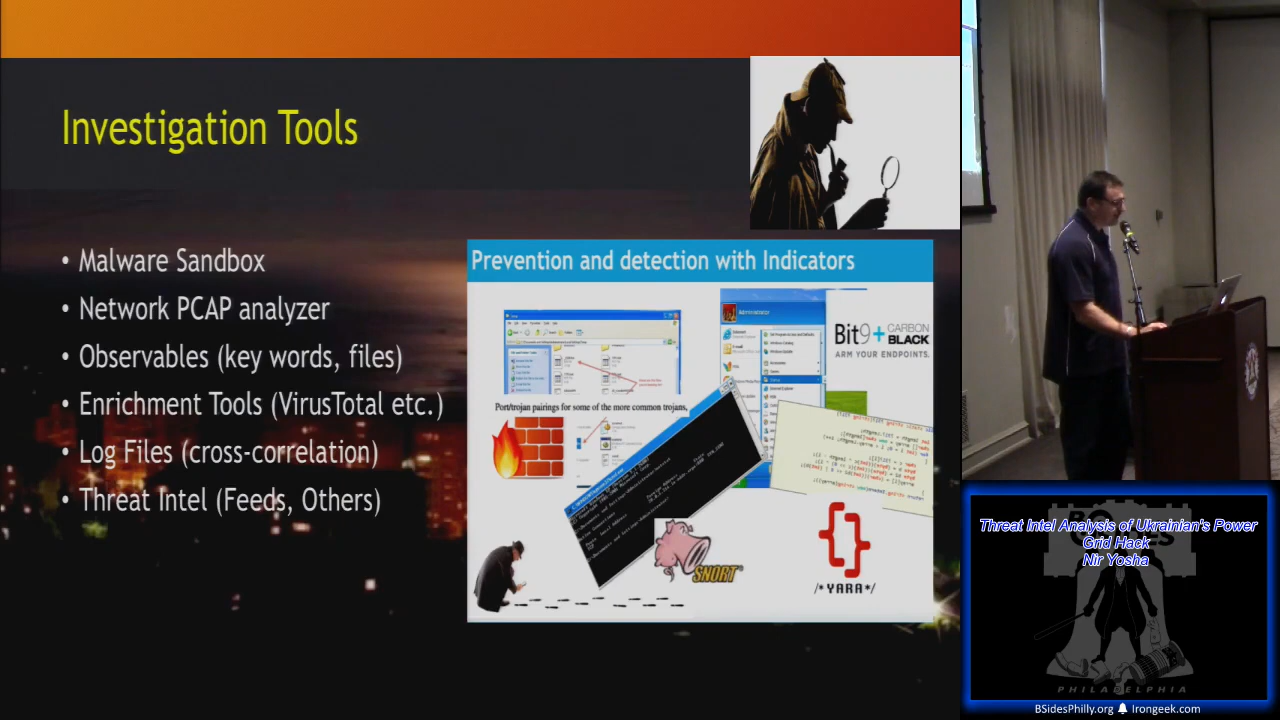 Investigation Tools
• Malware Sandbox
• Network PCAP analyzer
• Observables (key words, files)
• Enrichment Tools (VirusTotal etc.)
• Log Files (cross-correlation)
• Threat Intel (Feeds, Others)
Prevention and detection with Indicators
Administrator
Bit9+ CARBON
BLACK
ARM YOUR ENDPOINTS.
Port/trojan pairings for some of the more common trojans,
SNORT
/*YARA*/
Threat Intel Analysis of Ukrainian's Power
Grid Hack
Nir Yosha
PHILADELPHIA
BSidesPhilly.org Irongeek.com